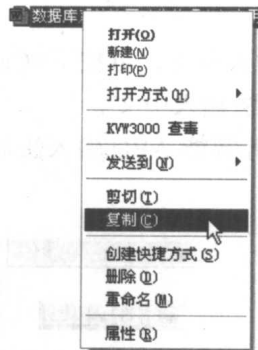 数据库
打开(O)
新建(N)
打印(P)
打开方式(H)
KVW3000 查毒
发送到(N)
剪切(T)
复制(C)
创建快捷方式(S)
删除(D)
重命名(M)
属性(R)